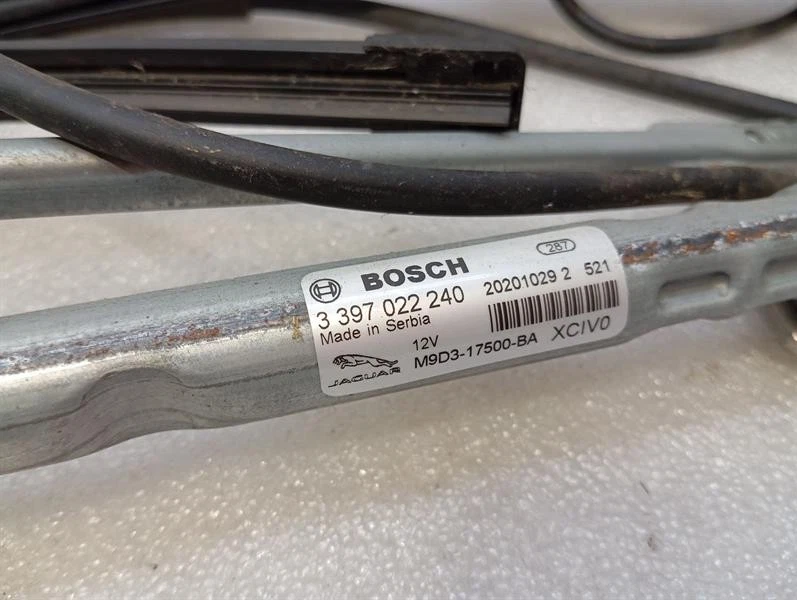 287
BOSCH
3 397 022 240 20201029 2 521
Made in Serbia
12V XCIV0
JAGUAR M9D3-17500-BA